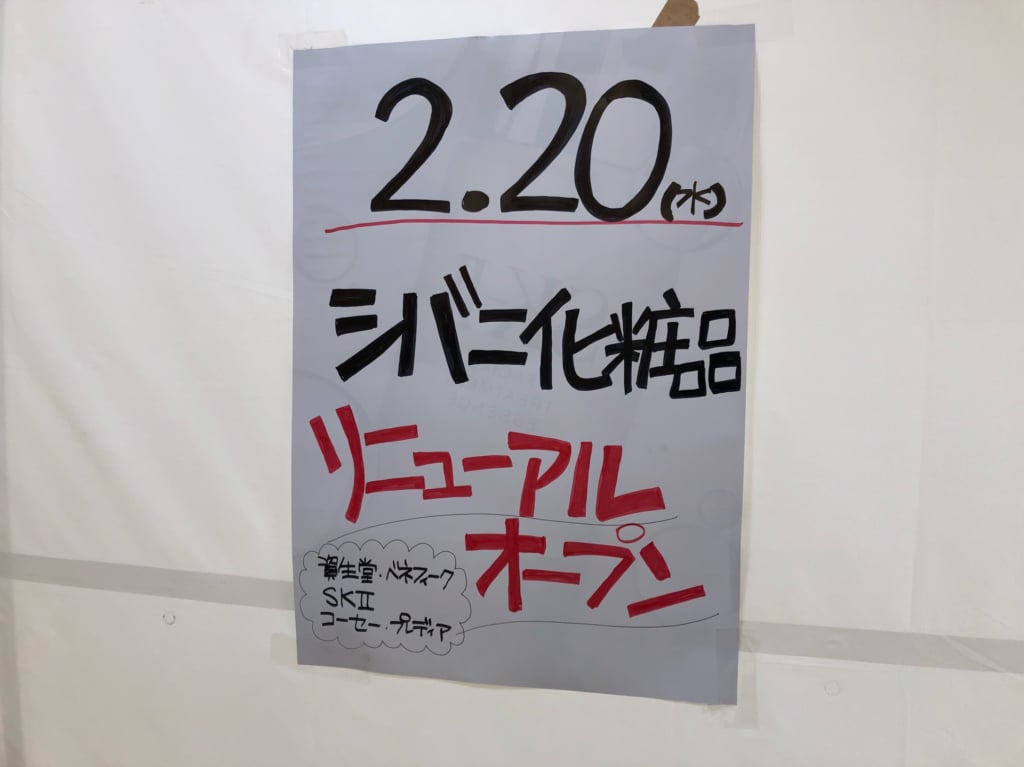 2.20(水)
シバニ化粧品
リニューアル
オープン
資生堂・ベネフィーク
SKII
コーセー・プレディア